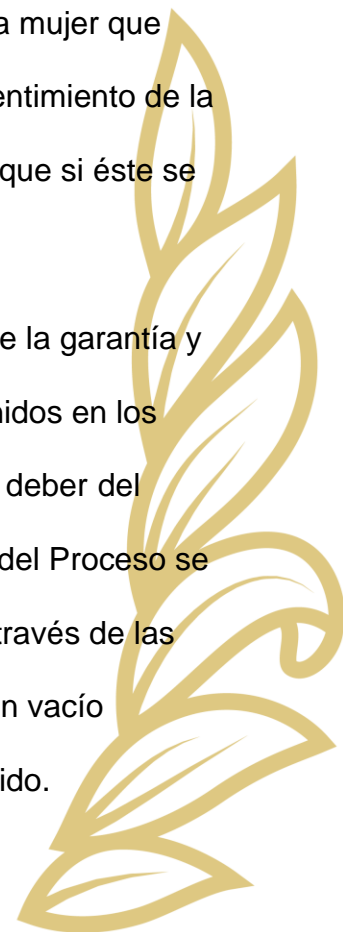 a mujer que
entimiento de la
que si éste se
e la garantía y
nidos en los
deber del
del Proceso se
través de las
n vacío
ido.